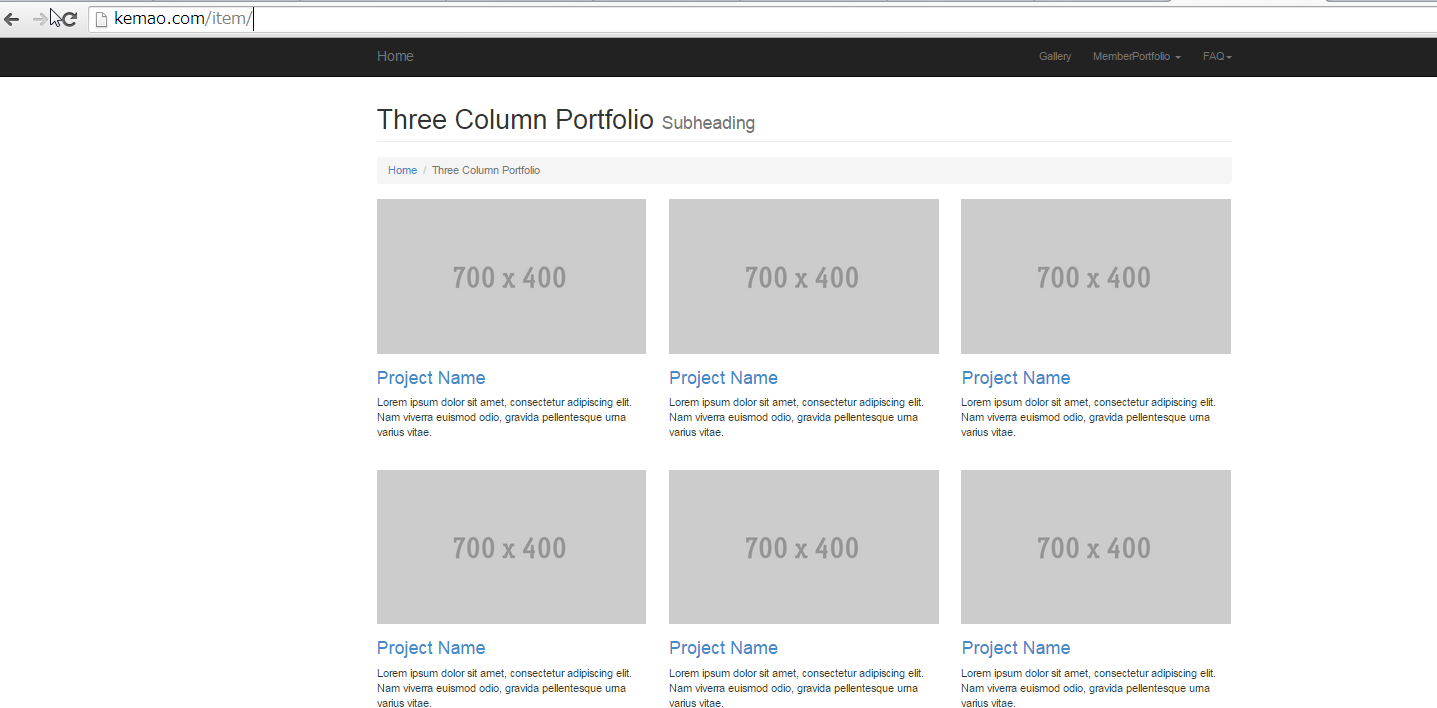 kemao.com/item/
Home Gallery MemberPortfolio FAQ
Three Column Portfolio Subheading
Home / Three Column Portfolio
700 x 400 700 x 400 700 x 400
Project Name Project Name Project Name
Lorem ipsum dolor sit amet, consectetur adipiscing elit. Lorem ipsum dolor sit amet, consectetur adipiscing elit. Lorem ipsum dolor sit amet, consectetur adipiscing elit.
Nam viverra euismod odio, gravida pellentesque urna Nam viverra euismod odio, gravida pellentesque urna Nam viverra euismod odio, gravida pellentesque urna
varius vitae. varius vitae. varius vitae.
700 x 400 700 x 400 700 x 400
Project Name Project Name Project Name
Lorem ipsum dolor sit amet, consectetur adipiscing elit. Lorem ipsum dolor sit amet, consectetur adipiscing elit. Lorem ipsum dolor sit amet, consectetur adipiscing elit.
Nam viverra euismod odio, gravida pellentesque urna Nam viverra euismod odio, gravida pellentesque urna Nam viverra euismod odio, gravida pellentesque urna
varius vitae. varius vitae. varius vitae.